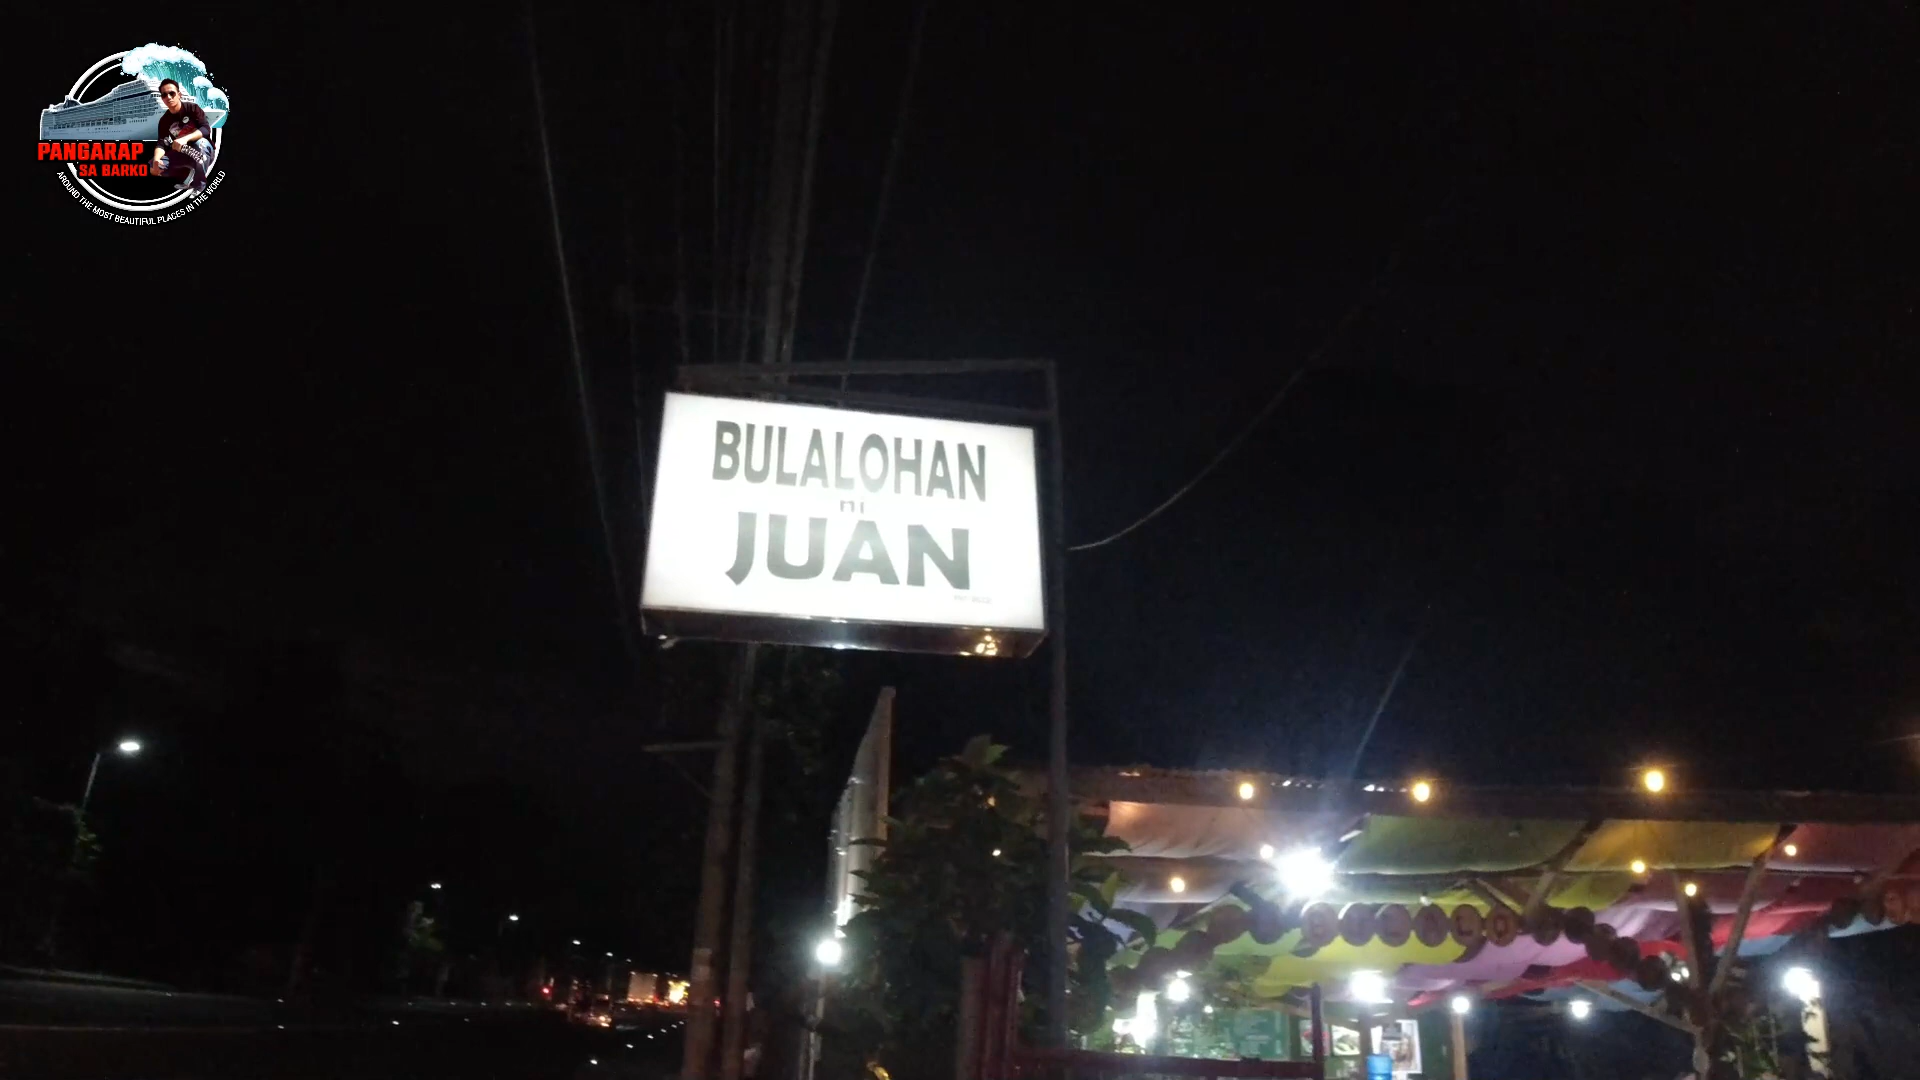 PANGARAP
SA BARKO
AROUND THE MOST BEAUTIFUL PLACES IN THE WORLD
BULALOHAN
ni
JUAN